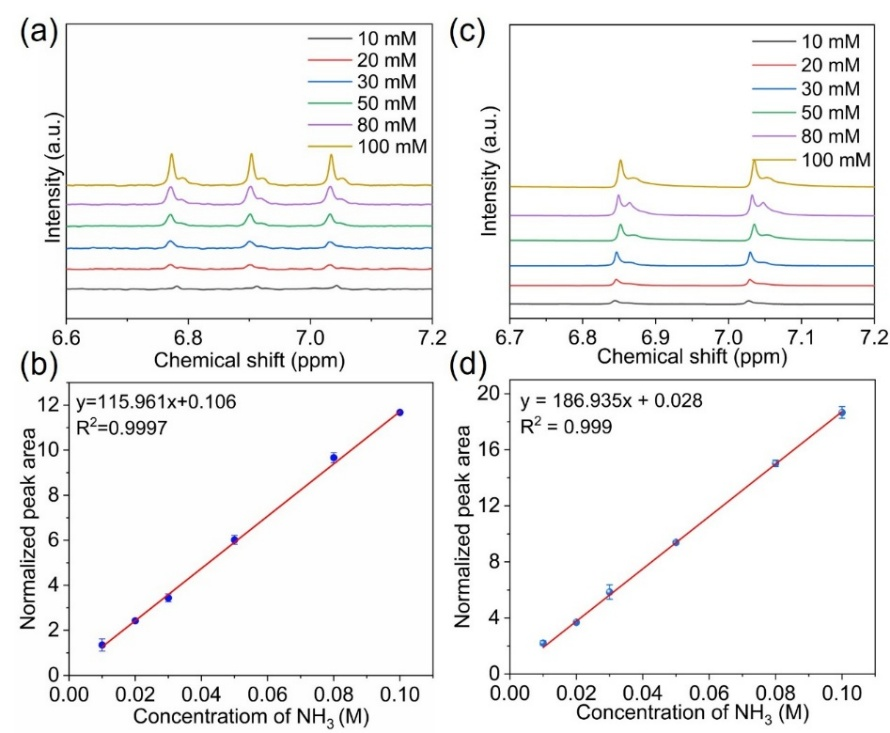 (a)
10 mM
20 mM
30 mM
50 mM
80 mM
100 mM
Intensity (a.u.)
6.6 6.8 7.0 7.2
Chemical shift (ppm)
(c)
10 mM
20 mM
30 mM
50 mM
80 mM
100 mM
Intensity (a.u.)
6.7 6.8 6.9 7.0 7.1 7.2
Chemical shift (ppm)
(b)
y=115.961x+0.106
R²=0.9997
Normalized peak area
12
10
8
6
4
2
0
0.00 0.02 0.04 0.06 0.08 0.10
Concentratiom of NH₃ (M)
(d)
y = 186.935x + 0.028
R² = 0.999
Normalized peak area
20
16
12
8
4
0
0.00 0.02 0.04 0.06 0.08 0.10
Concentration of NH₃ (M)